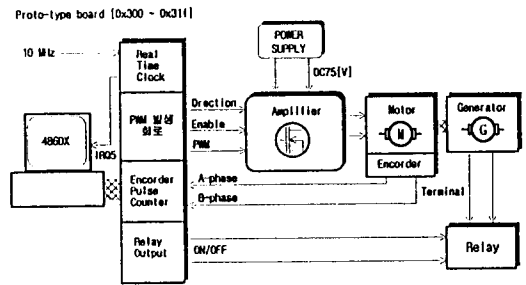 Proto-type board [0x300 ~ 0x31f]
POWER
SUPPLY
10 MHz
Real
Time
Clock
DC75[V]
Direction
Enable
PWM
PWM 발생
회로
Amplifier
Motor
M
Encorder
Generator
G
486DX
IRQ5
Encorder
Pulse
Counter
A-phase
B-phase
Terminal
Relay
Output
ON/OFF
Relay